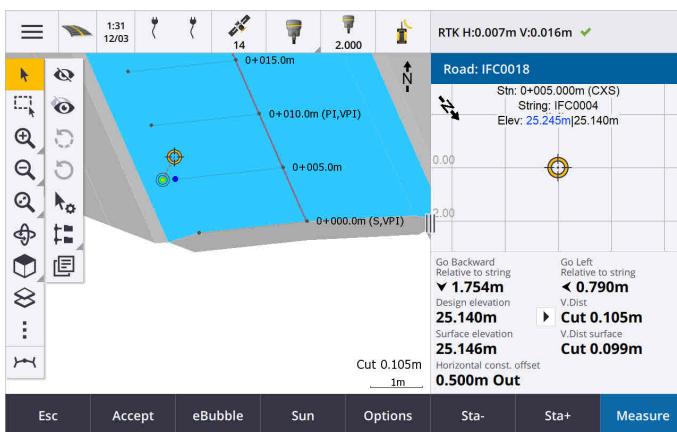 1:31
12/03
14
2.000
RTK H:0.007m V:0.016m
Road: IFC0018
Stn: 0+005.000m (CXS)
String: IFC0004
Elev: 25.245m|25.140m
0+015.0m
N
0+010.0m (PI,VPI)
0+005.0m
0+000.0m (S,VPI)
N
0.00
2.00
Go Backward
Relative to string
1.754m
Go Left
Relative to string
0.790m
Design elevation
25.140m
V.Dist
Cut 0.105m
Surface elevation
25.146m
V.Dist surface
Cut 0.099m
Horizontal const. offset
0.500m Out
Cut 0.105m
1m
Esc
Accept
eBubble
Sun
Options
Sta-
Sta+
Measure